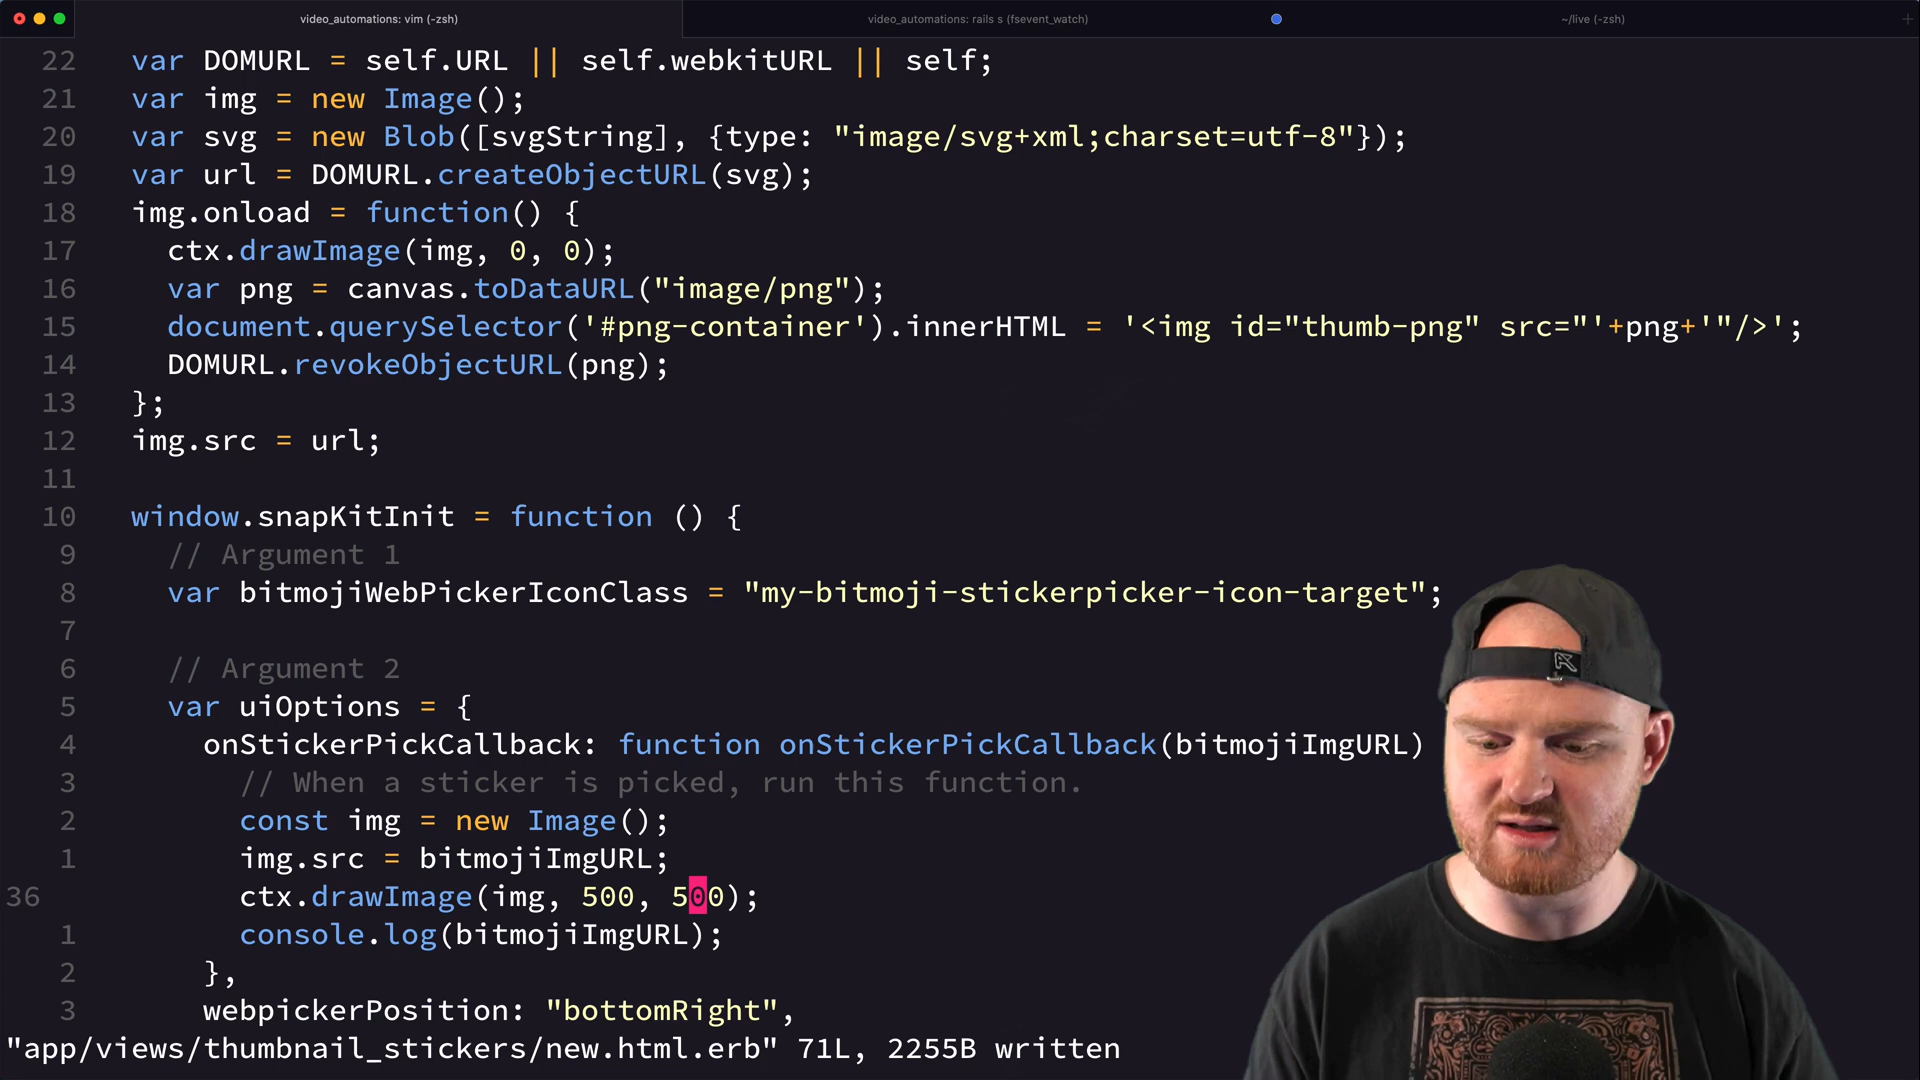 video_automations: vim (-zsh)
video_automations: rails s (fsevent_watch)
~/live (-zsh)
22 var DOMURL = self.URL || self.webkitURL || self;
21 var img = new Image();
20 var svg = new Blob([svgString], {type: "image/svg+xml;charset=utf-8"});
19 var url = DOMURL.createObjectURL(svg);
18 img.onload = function() {
17 ctx.drawImage(img, 0, 0);
16 var png = canvas.toDataURL("image/png");
15 document.querySelector('#png-container').innerHTML = '<img id="thumb-png" src="'+png+'"/>';
14 DOMURL.revokeObjectURL(png);
13 };
12 img.src = url;
11
10 window.snapKitInit = function () {
9 // Argument 1
8 var bitmojiWebPickerIconClass = "my-bitmoji-stickerpicker-icon-target";
7
6 // Argument 2
5 var uiOptions = {
4 onStickerPickCallback: function onStickerPickCallback(bitmojiImgURL)
3 // When a sticker is picked, run this function.
2 const img = new Image();
1 img.src = bitmojiImgURL;
36 ctx.drawImage(img, 500, 500);
1 console.log(bitmojiImgURL);
2 },
3 webpickerPosition: "bottomRight",
"app/views/thumbnail_stickers/new.html.erb" 71L, 2255B written